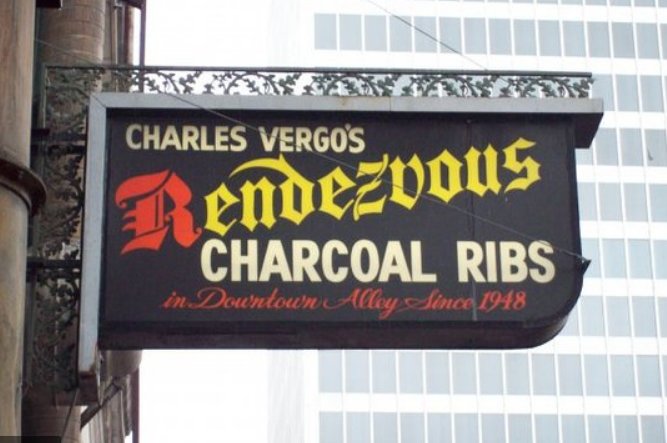 CHARLES VERGO'S
Rendezvous
CHARCOAL RIBS
in Downtown Alley Since 1948